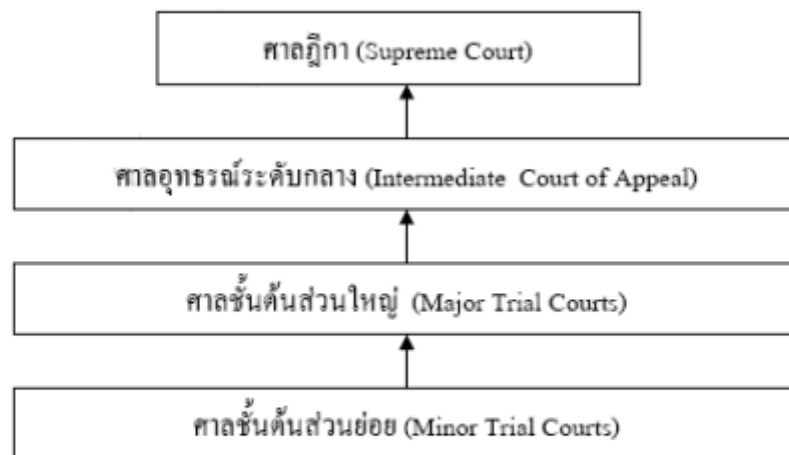 ศาลฎีกา (Supreme Court)
ศาลอุทธรณ์ระดับกลาง (Intermediate Court of Appeal)
ศาลชั้นต้นส่วนใหญ่ (Major Trial Courts)
ศาลชั้นต้นส่วนย่อย (Minor Trial Courts)